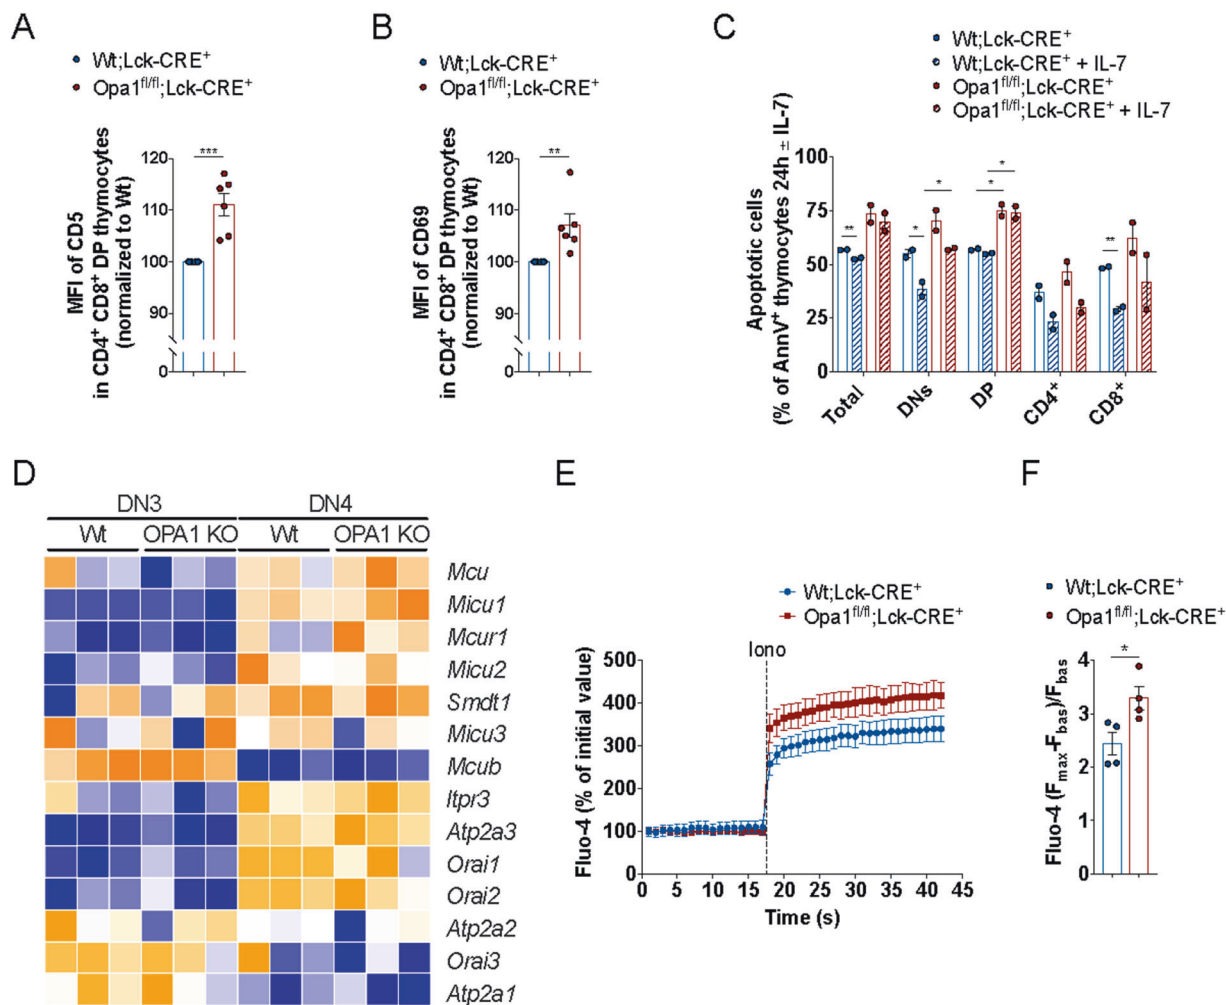 A
Wt;Lck-CRE⁺
Opa1ᶠˡ/ᶠˡ;Lck-CRE⁺
MFI of CD5
in CD4⁺ CD8⁺ DP thymocytes
(normalized to Wt)
120
110
100
90
0
***
B
Wt;Lck-CRE⁺
Opa1ᶠˡ/ᶠˡ;Lck-CRE⁺
MFI of CD69
in CD4⁺ CD8⁺ DP thymocytes
(normalized to Wt)
120
110
100
90
0
**
C
Wt;Lck-CRE⁺
Wt;Lck-CRE⁺ + IL-7
Opa1ᶠˡ/ᶠˡ;Lck-CRE⁺
Opa1ᶠˡ/ᶠˡ;Lck-CRE⁺ + IL-7
Apoptotic cells
(% of AnnV⁺ thymocytes 24h ± IL-7)
100
75
50
25
0
**
*
*
*
*
**
Total
DNs
DP
CD4⁺
CD8⁺
D
DN3 DN4
Wt OPA1 KO Wt OPA1 KO
Mcu
Micu1
Mcur1
Micu2
Smdt1
Micu3
Mcub
Itpr3
Atp2a3
Orai1
Orai2
Atp2a2
Orai3
Atp2a1
E
Wt;Lck-CRE⁺
Opa1ᶠˡ/ᶠˡ;Lck-CRE⁺
Iono
Fluo-4 (% of initial value)
500
400
300
200
100
0
0 5 10 15 20 25 30 35 40 45
Time (s)
F
Wt;Lck-CRE⁺
Opa1ᶠˡ/ᶠˡ;Lck-CRE⁺
*
Fluo-4 (Fmax-Fbas)/Fbas
4
3
2
1
0